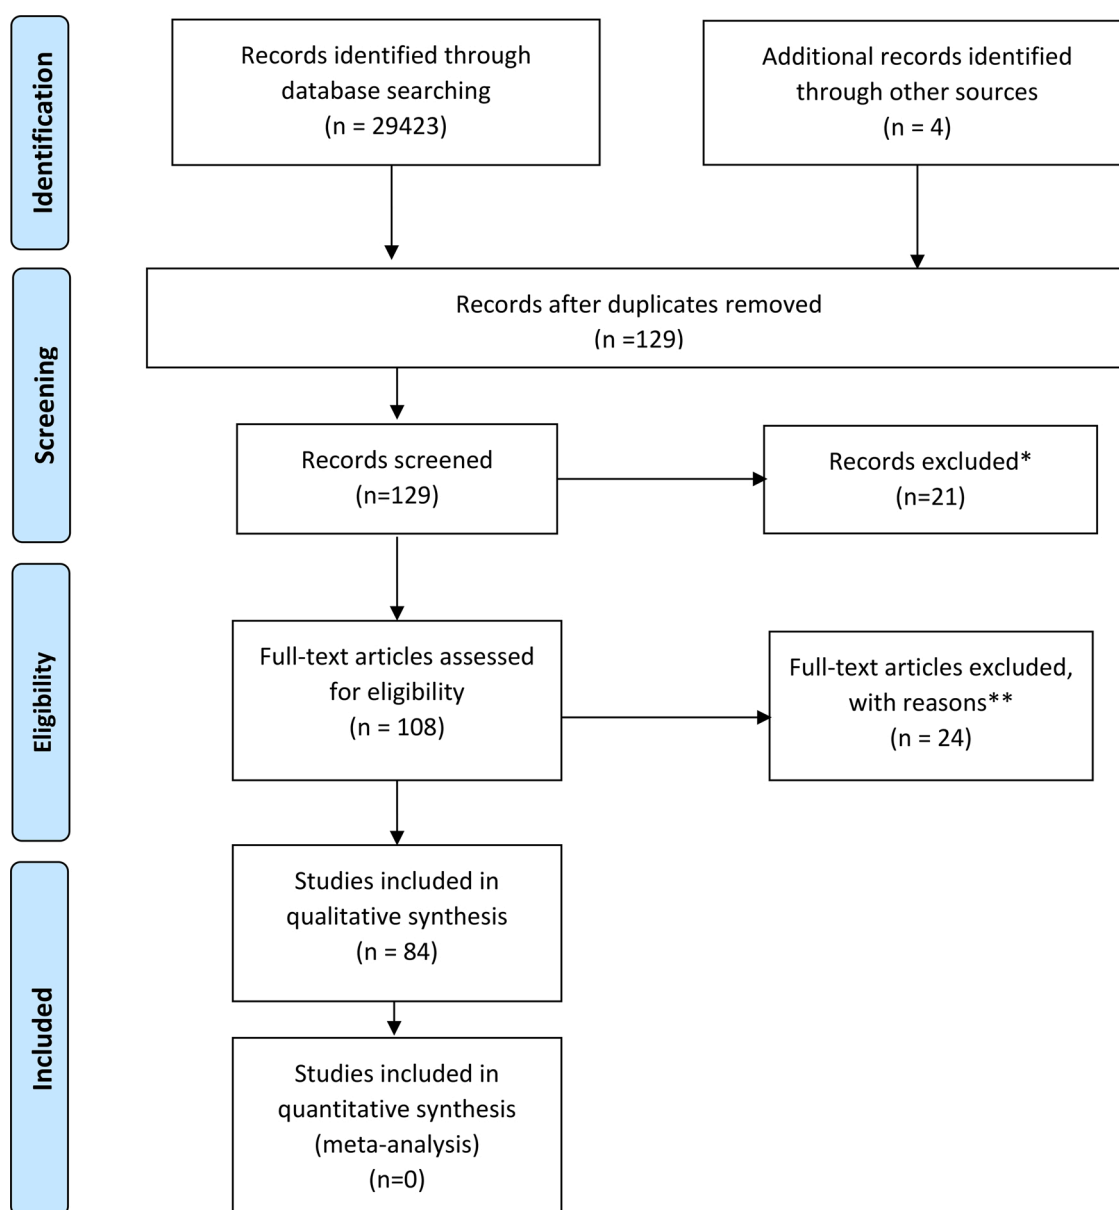 Identification
Records identified through
database searching
(n = 29423)
Additional records identified
through other sources
(n = 4)
Screening
Records after duplicates removed
(n =129)
Records screened
(n=129)
Records excluded*
(n=21)
Eligibility
Full-text articles assessed
for eligibility
(n = 108)
Full-text articles excluded,
with reasons**
(n = 24)
Included
Studies included in
qualitative synthesis
(n = 84)
Studies included in
quantitative synthesis
(meta-analysis)
(n=0)